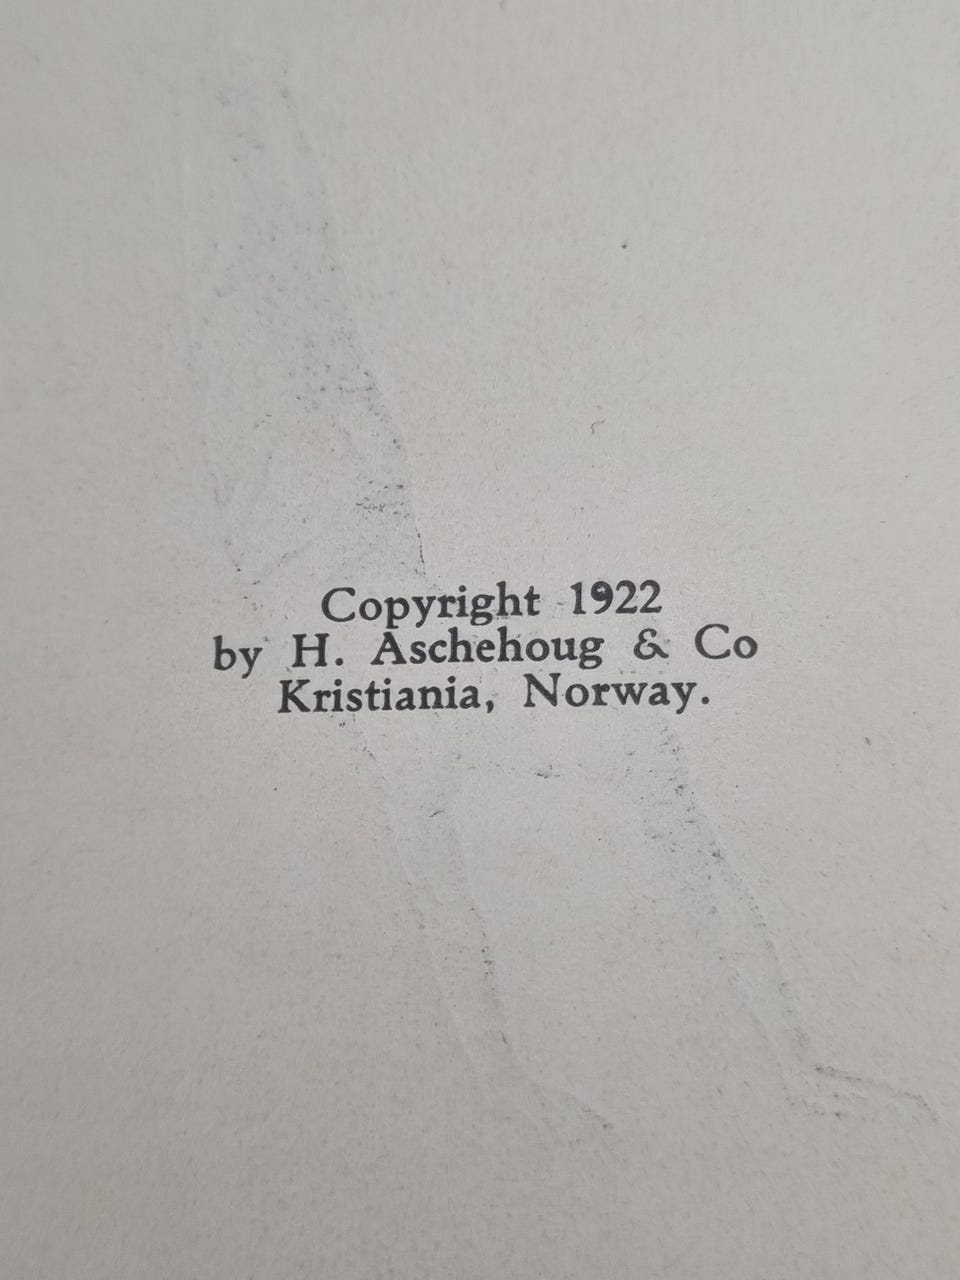 Copyright 1922
by H. Aschehoug & Co
Kristiania, Norway.